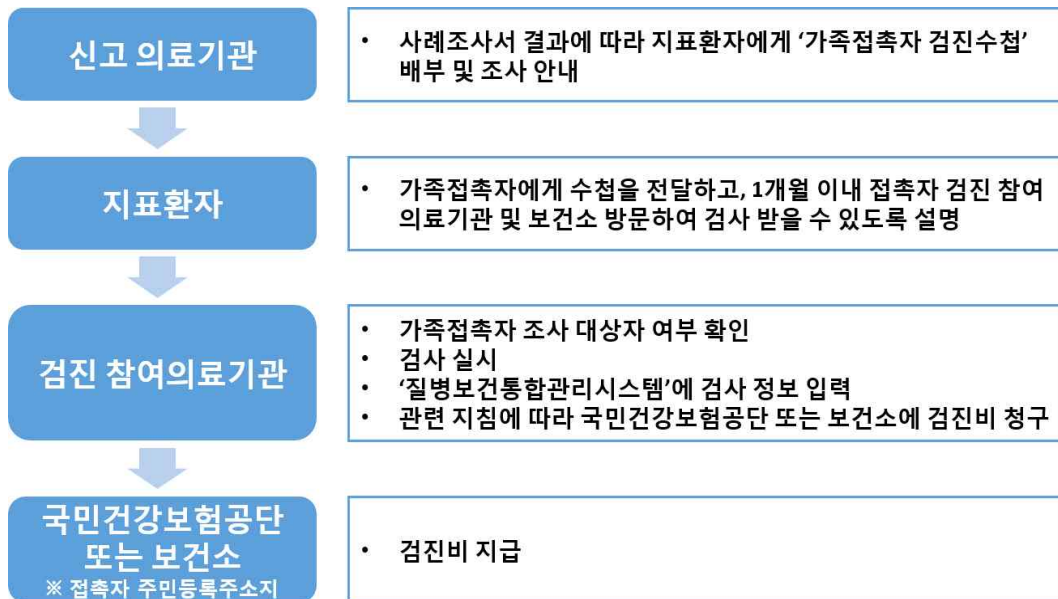 신고 의료기관
• 사례조사서 결과에 따라 지표환자에게 ‘가족접촉자 검진수첩’
배부 및 조사 안내
지표환자
• 가족접촉자에게 수첩을 전달하고, 1개월 이내 접촉자 검진 참여
의료기관 및 보건소 방문하여 검사 받을 수 있도록 설명
검진 참여의료기관
• 가족접촉자 조사 대상자 여부 확인
• 검사 실시
• ‘질병보건통합관리시스템’에 검사 정보 입력
• 관련 지침에 따라 국민건강보험공단 또는 보건소에 검진비 청구
국민건강보험공단
또는 보건소
※ 접촉자 주민등록주소지
• 검진비 지급